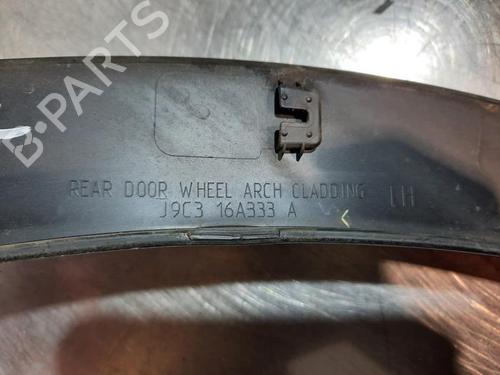 B-PARTS
REAR DOOR WHEEL ARCH CLADDING LH
J9C3 16A333 A